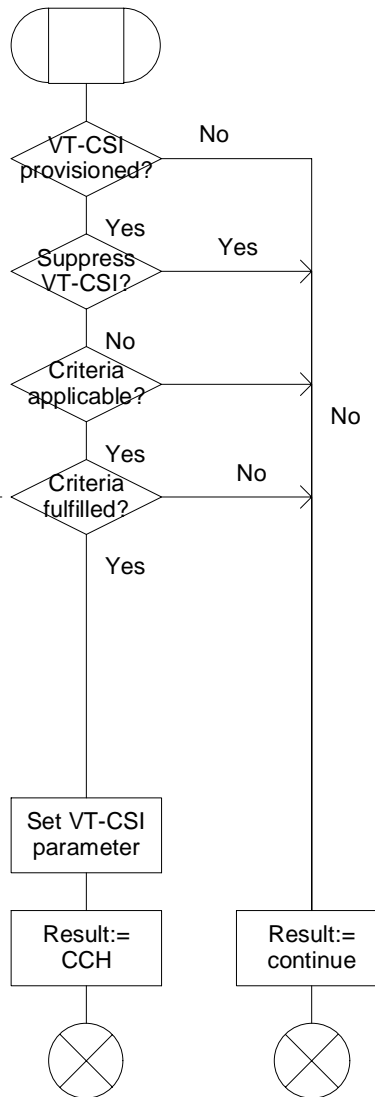 VT-CSI
provisioned?
No
Yes
Suppress
VT-CSI?
Yes
No
Criteria
applicable?
No
Yes
Criteria
fulfilled?
No
Yes
Set VT-CSI
parameter
Result:=
CCH
Result:=
continue